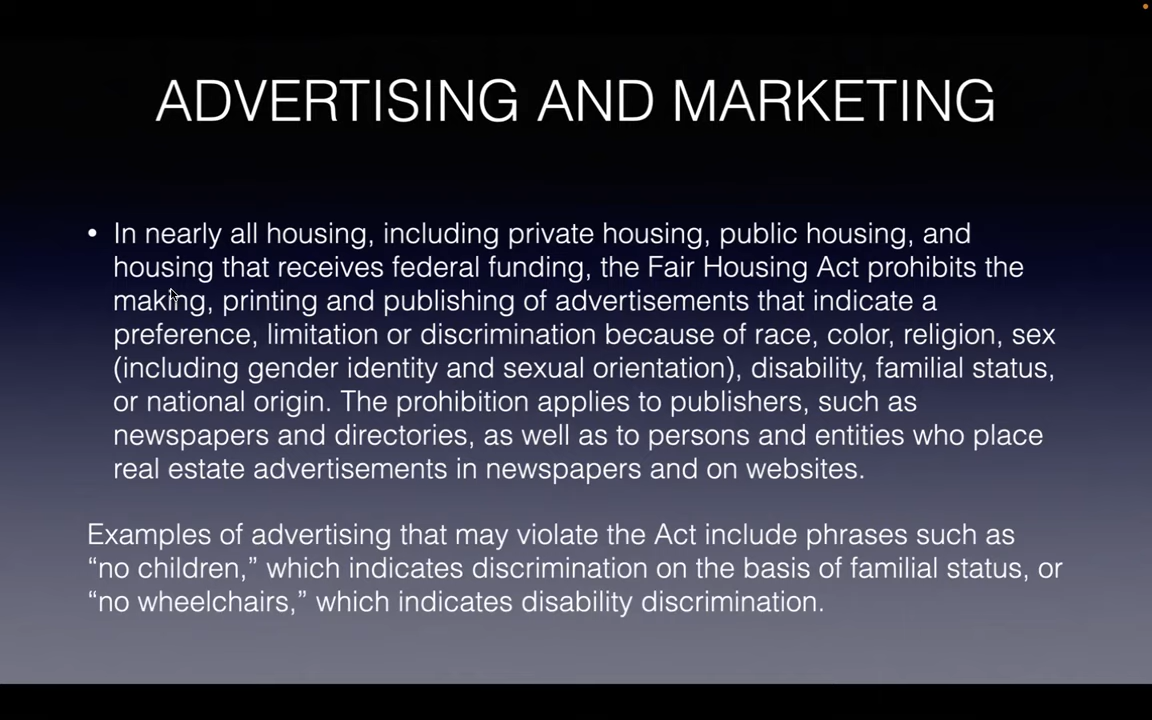 ADVERTISING AND MARKETING
• In nearly all housing, including private housing, public housing, and
housing that receives federal funding, the Fair Housing Act prohibits the
making, printing and publishing of advertisements that indicate a
preference, limitation or discrimination because of race, color, religion, sex
(including gender identity and sexual orientation), disability, familial status,
or national origin. The prohibition applies to publishers, such as
newspapers and directories, as well as to persons and entities who place
real estate advertisements in newspapers and on websites.
Examples of advertising that may violate the Act include phrases such as
“no children,” which indicates discrimination on the basis of familial status, or
“no wheelchairs,” which indicates disability discrimination.